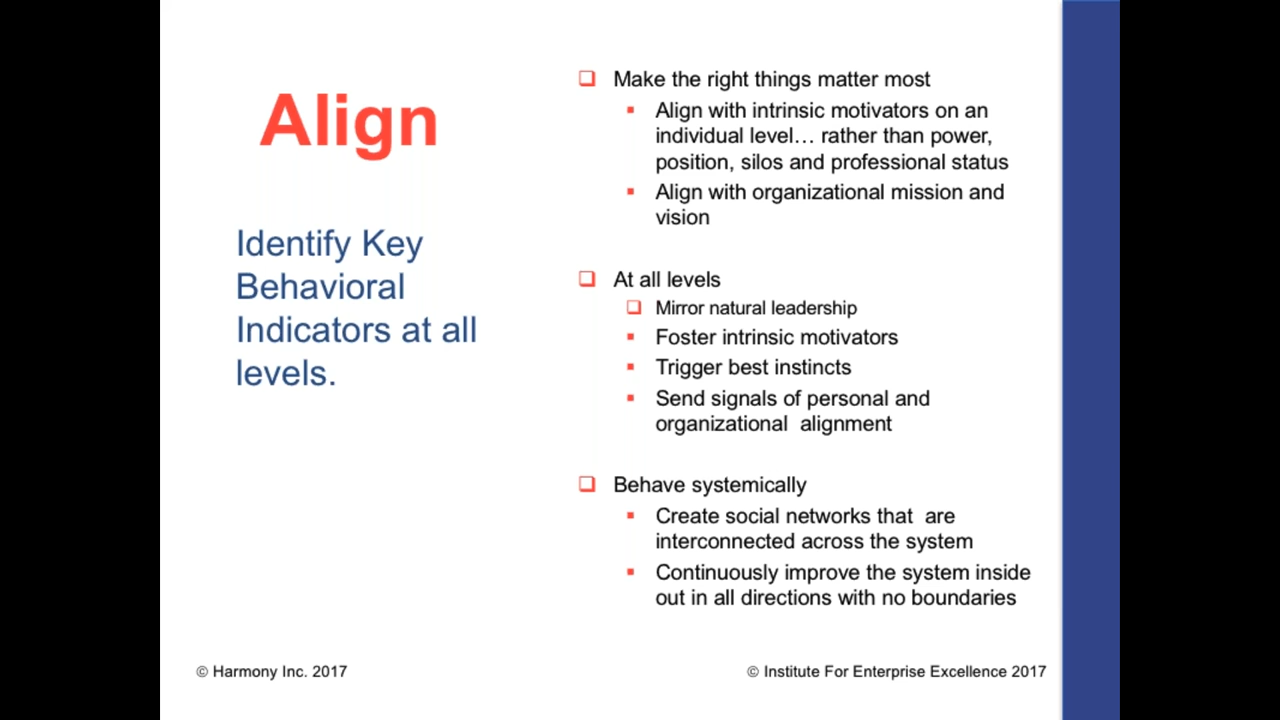 Align
Identify Key
Behavioral
Indicators at all
levels.
❑ Make the right things matter most
▪ Align with intrinsic motivators on an
individual level… rather than power,
position, silos and professional status
▪ Align with organizational mission and
vision
❑ At all levels
❑ Mirror natural leadership
▪ Foster intrinsic motivators
▪ Trigger best instincts
▪ Send signals of personal and
organizational  alignment
❑ Behave systemically
▪ Create social networks that  are
interconnected across the system
▪ Continuously improve the system inside
out in all directions with no boundaries
© Harmony Inc. 2017
© Institute For Enterprise Excellence 2017